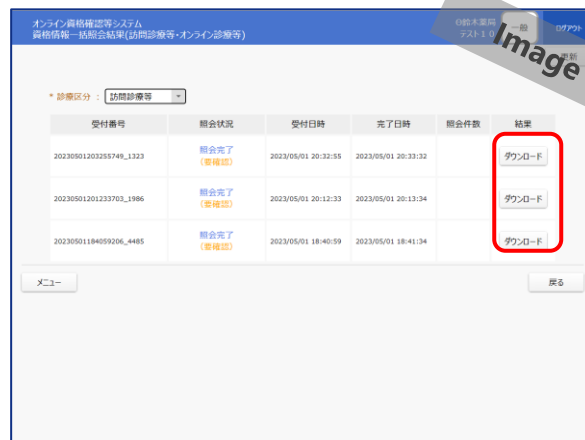 オンライン資格確認等システム
資格情報一括照会結果(訪問診療等・オンライン診療等)
テスト1
一般
ログアウト
Image
更新
* 診療区分 : 訪問診療等
受付番号 照会状況 受付日時 完了日時 照会件数 結果
20230501203255749_1323 照会完了 (要確認) 2023/05/01 20:32:55 2023/05/01 20:33:32 ダウンロード
20230501201233703_1986 照会完了 (要確認) 2023/05/01 20:12:33 2023/05/01 20:13:34 ダウンロード
20230501184059206_4485 照会完了 (要確認) 2023/05/01 18:40:59 2023/05/01 18:41:34 ダウンロード
メニュー 戻る